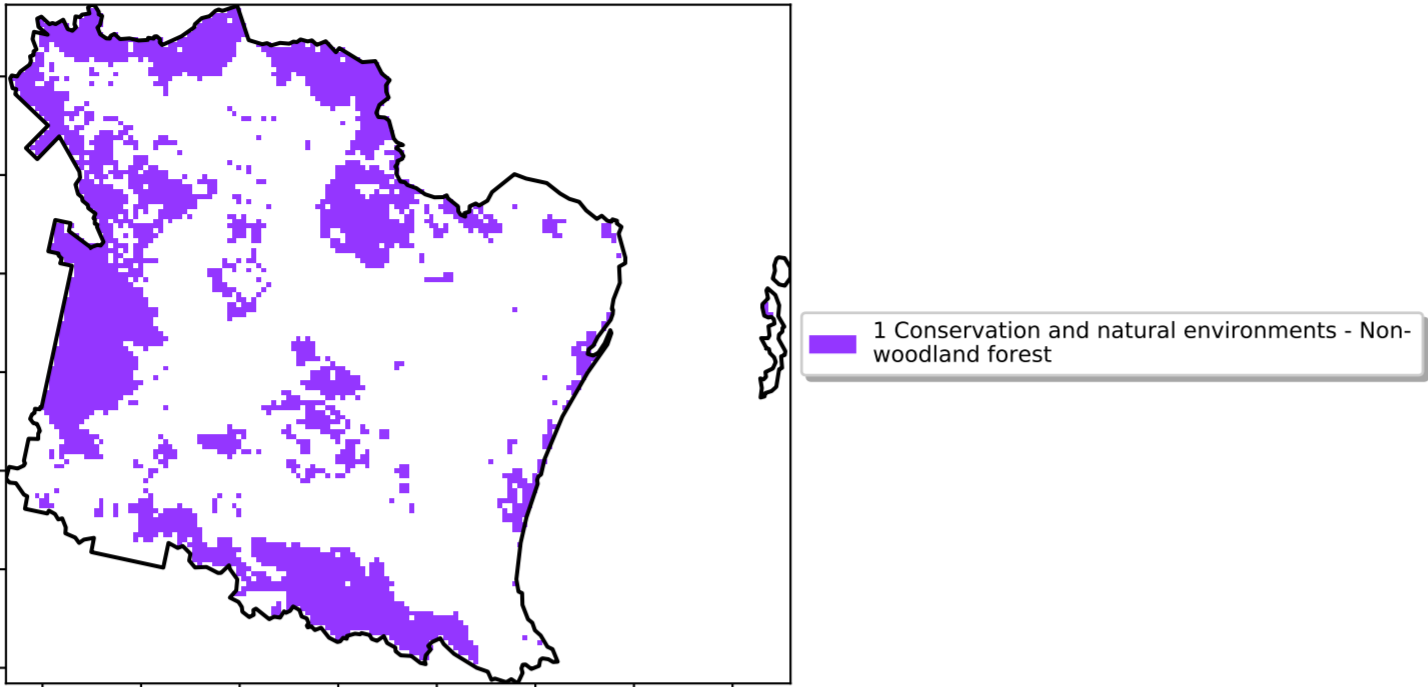 1 Conservation and natural environments - Non-
woodland forest